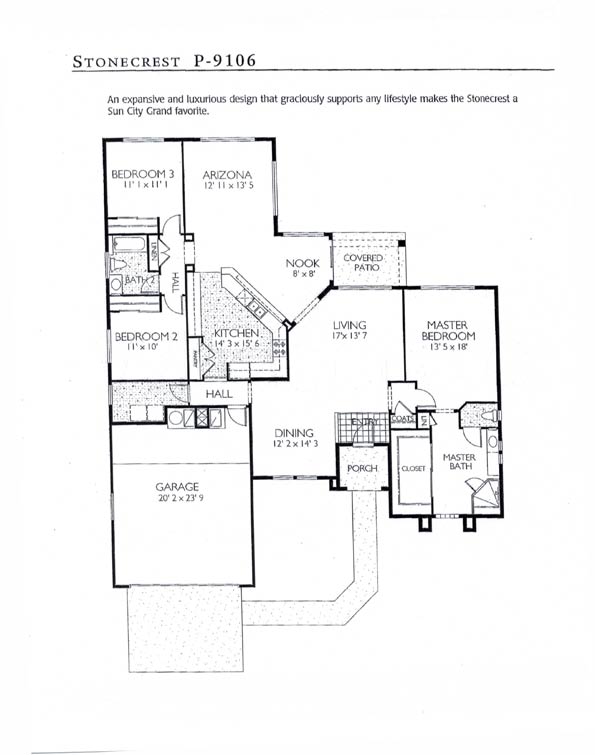 STONECREST P-9106
An expansive and luxurious design that graciously supports any lifestyle makes the Stonecrest a
Sun City Grand favorite.
BEDROOM 3
11' 1 x 11' 1
ARIZONA
12' 11 x 13' 5
LINEN
BATH 2
HALL
NOOK
8' x 8'
COVERED
PATIO
BEDROOM 2
11' x 10'
PANTRY
KITCHEN
14' 3 x 15' 6
LIVING
17'x 13' 7
MASTER
BEDROOM
13' 5 x 18'
HALL
DINING
12' 2 x 14' 3
ENTRY
COATS
PORCH
CLOSET
MASTER
BATH
GARAGE
20' 2 x 23' 9